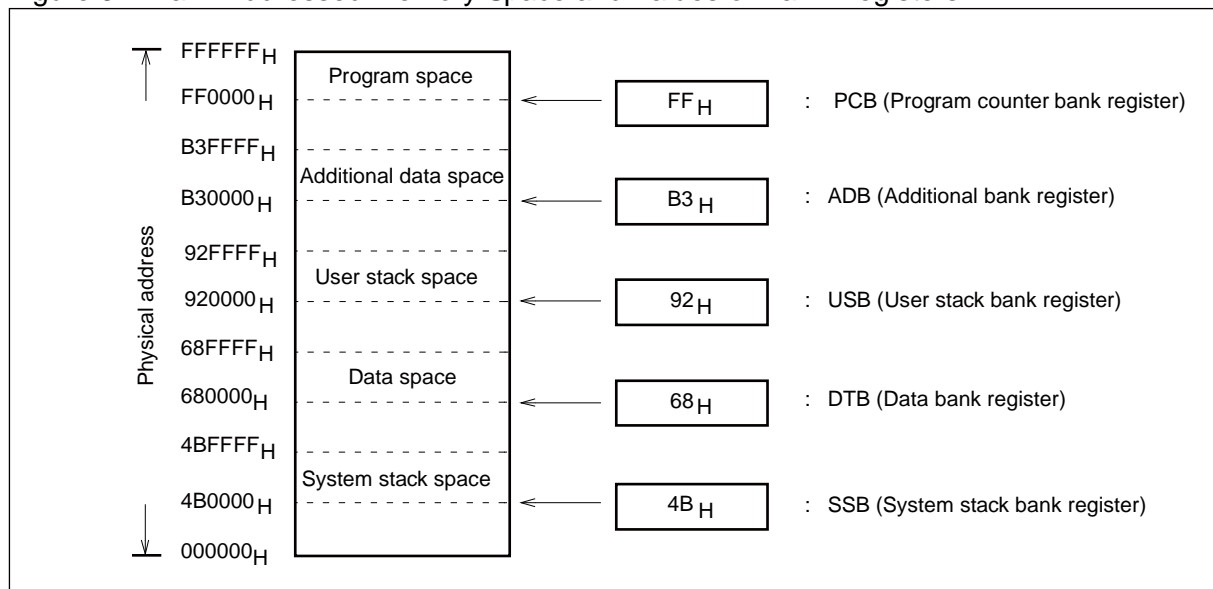 FFFFFFH
Program space
FF0000H
FFH : PCB (Program counter bank register)
B3FFFFH
Additional data space
B30000H
B3H : ADB (Additional bank register)
Physical address
92FFFFH
User stack space
920000H
92H : USB (User stack bank register)
68FFFFH
Data space
680000H
68H : DTB (Data bank register)
4BFFFFH
System stack space
4B0000H
4BH : SSB (System stack bank register)
000000H